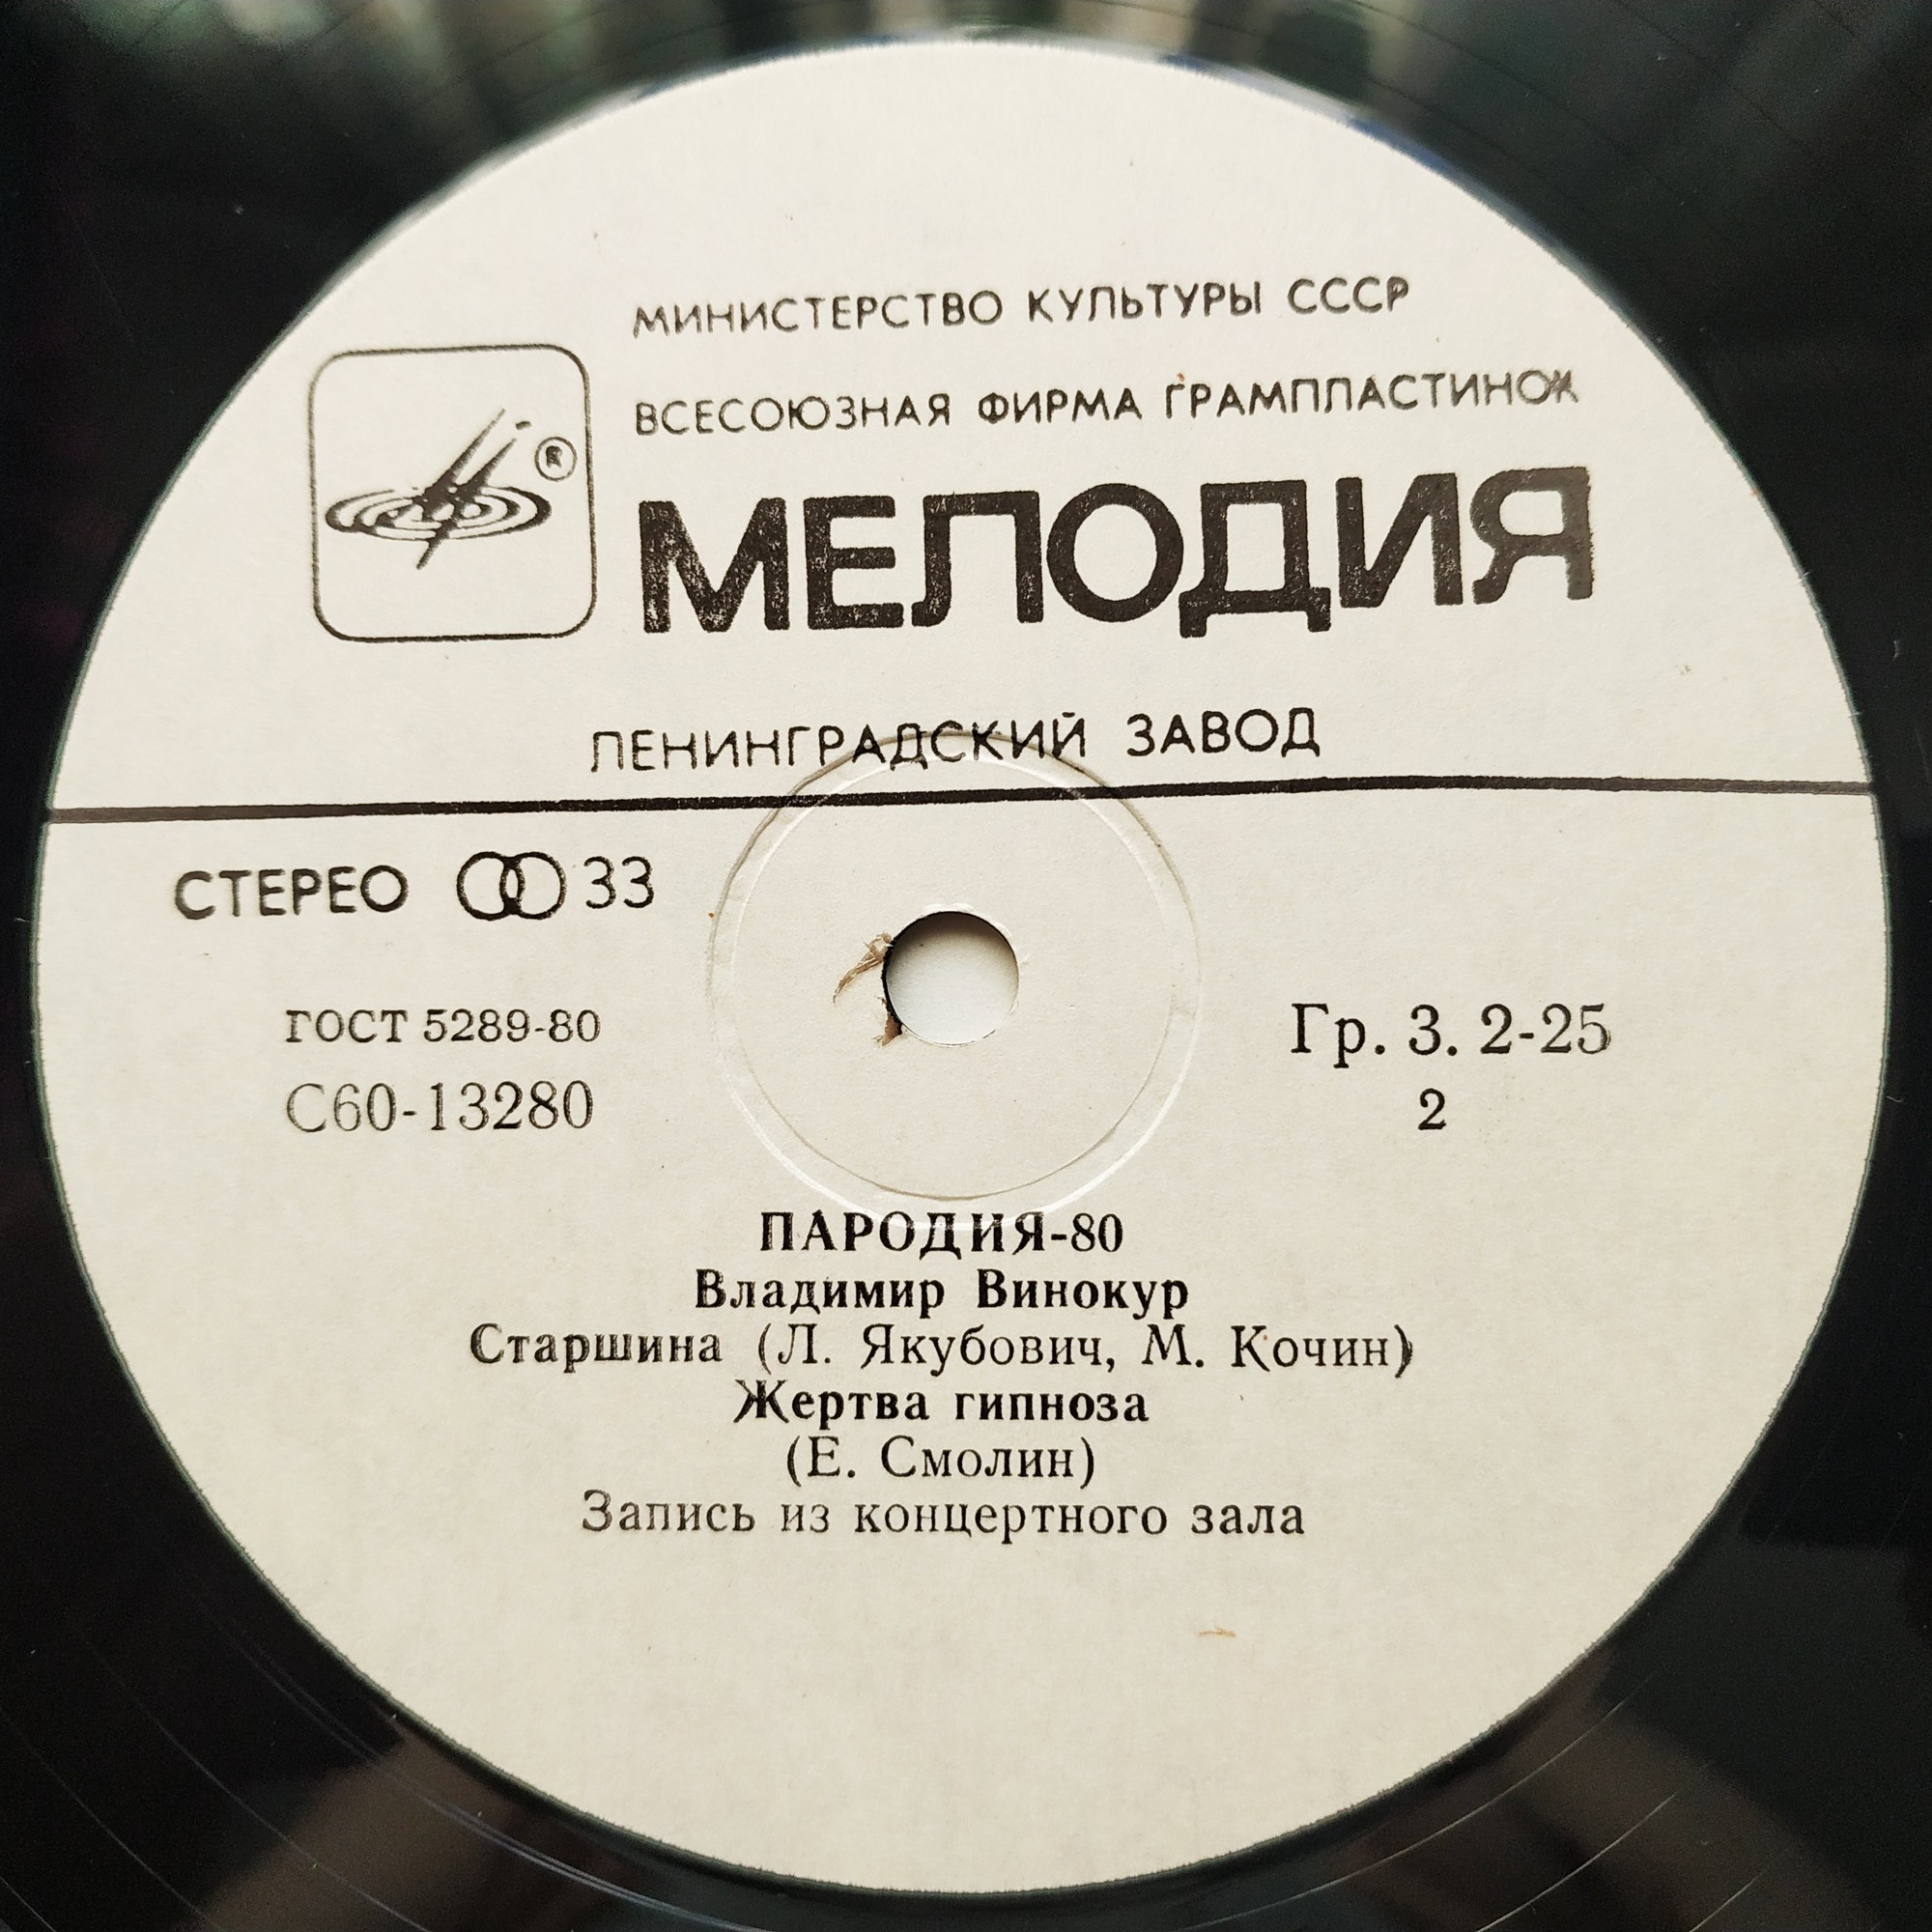 МИНИСТЕРСТВО КУЛЬТУРЫ СССР
ВСЕСОЮЗНАЯ ФИРМА ГРАМПЛАСТИНОК
®
МЕЛОДИЯ
ЛЕНИНГРАДСКИЙ ЗАВОД
СТЕРЕО 33
ГОСТ 5289-80
Гр. 3. 2-25
С60-13280
2
ПАРОДИЯ-80
Владимир Винокур
Старшина (Л. Якубович, М. Кочин)
Жертва гипноза
(Е. Смолин)
Запись из концертного зала